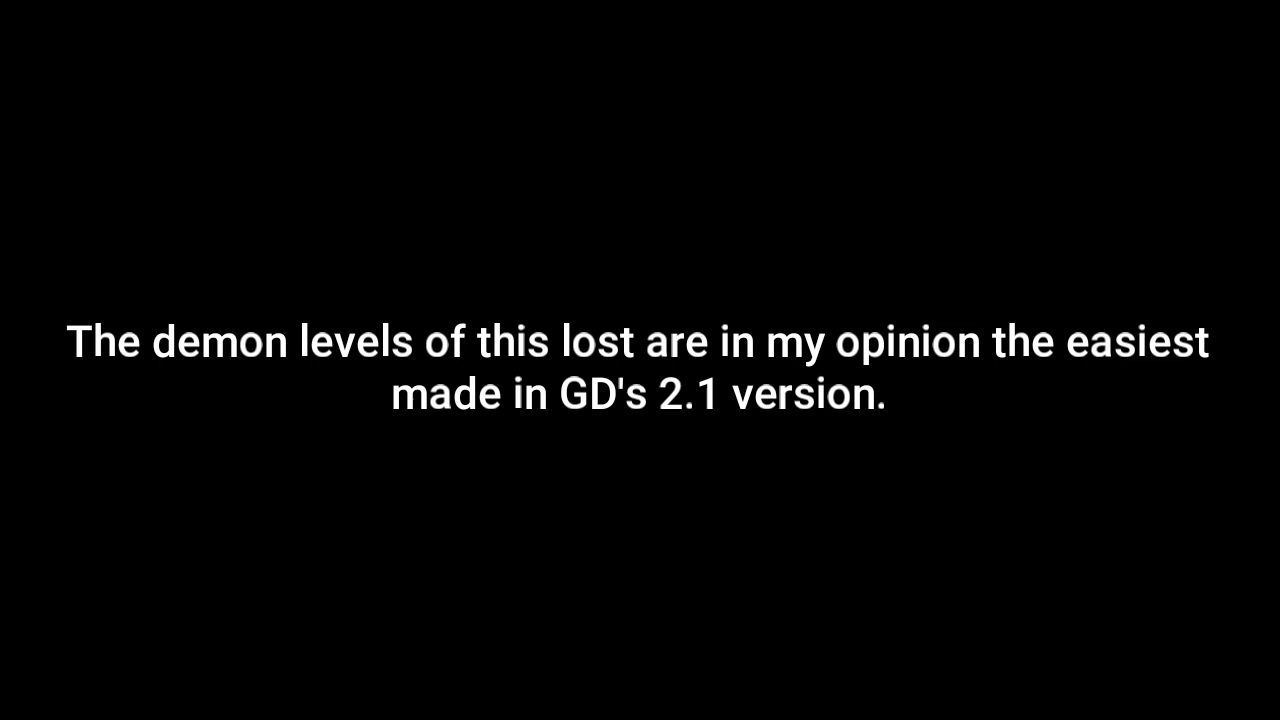 The demon levels of this lost are in my opinion the easiest
made in GD's 2.1 version.